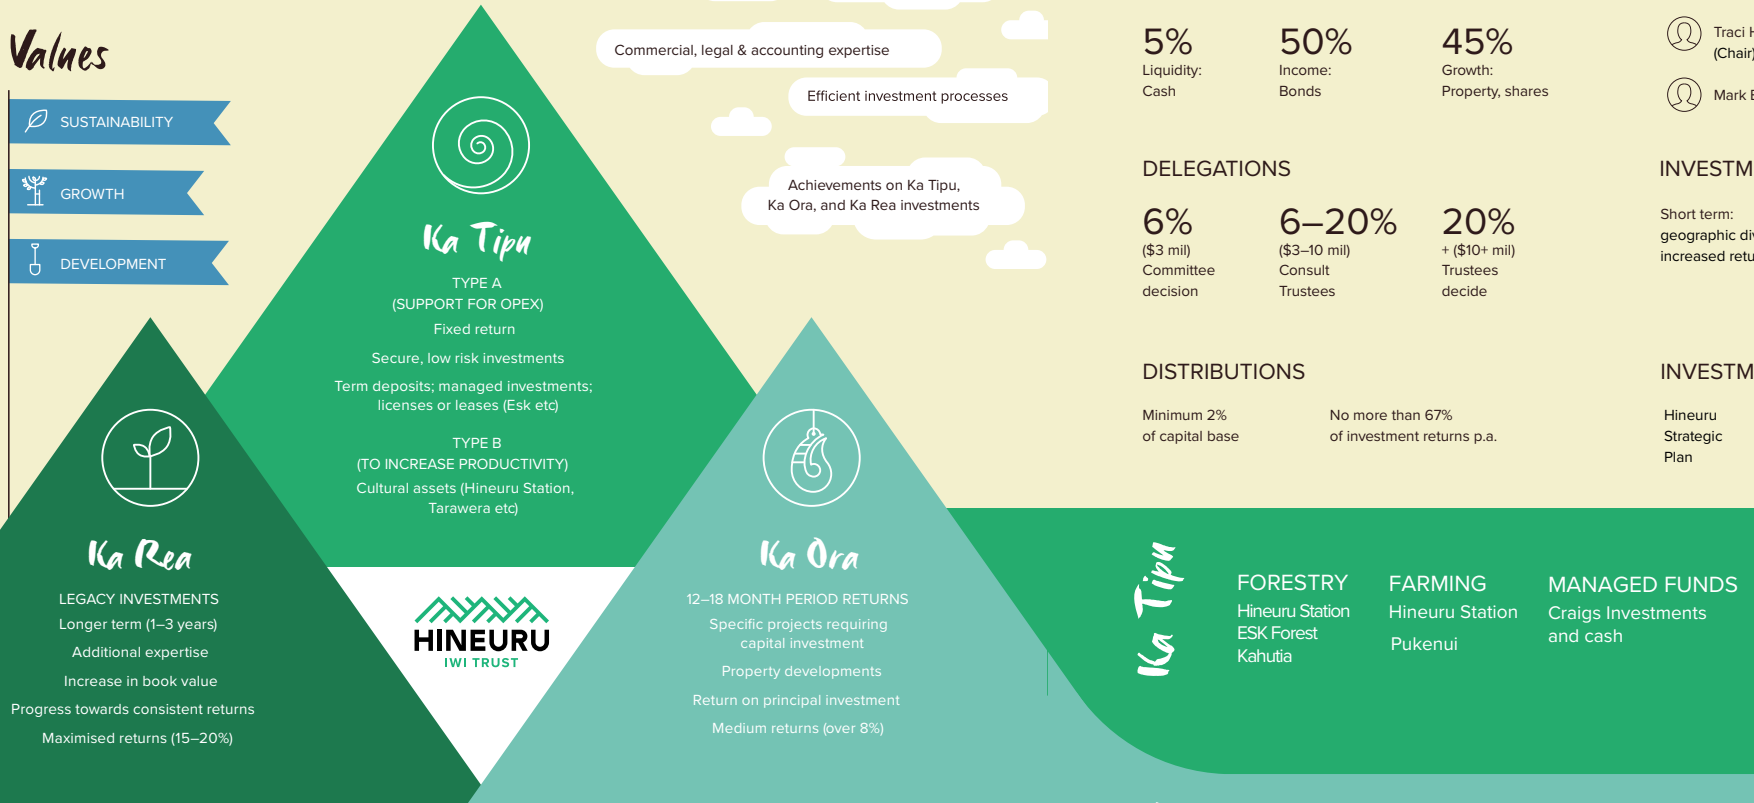 Values
SUSTAINABILITY
GROWTH
DEVELOPMENT
Commercial, legal & accounting expertise
Efficient investment processes
Achievements on Ka Tipu,
Ka Ora, and Ka Rea investments
Ka Tipu
TYPE A
(SUPPORT FOR OPEX)
Fixed return
Secure, low risk investments
Term deposits; managed investments;
licenses or leases (Esk etc)
TYPE B
(TO INCREASE PRODUCTIVITY)
Cultural assets (Hineuru Station,
Tarawera etc)
Ka Rea
LEGACY INVESTMENTS
Longer term (1–3 years)
Additional expertise
Increase in book value
Progress towards consistent returns
Maximised returns (15–20%)
HINEURU
IWI TRUST
Ka Ora
12–18 MONTH PERIOD RETURNS
Specific projects requiring
capital investment
Property developments
Return on principal investment
Medium returns (over 8%)
5%
Liquidity:
Cash
50%
Income:
Bonds
45%
Growth:
Property, shares
DELEGATIONS
6%
($3 mil)
Committee
decision
6–20%
($3–10 mil)
Consult
Trustees
20%
+ ($10+ mil)
Trustees
decide
DISTRIBUTIONS
Minimum 2%
of capital base
No more than 67%
of investment returns p.a.
Traci H
(Chair)
Mark
INVESTM
Short term:
geographic div
increased retu
INVESTM
Hineuru
Strategic
Plan
Ka Tipu
FORESTRY
Hineuru Station
ESK Forest
Kahutia
FARMING
Hineuru Station
Pukenui
MANAGED FUNDS
Craigs Investments
and cash